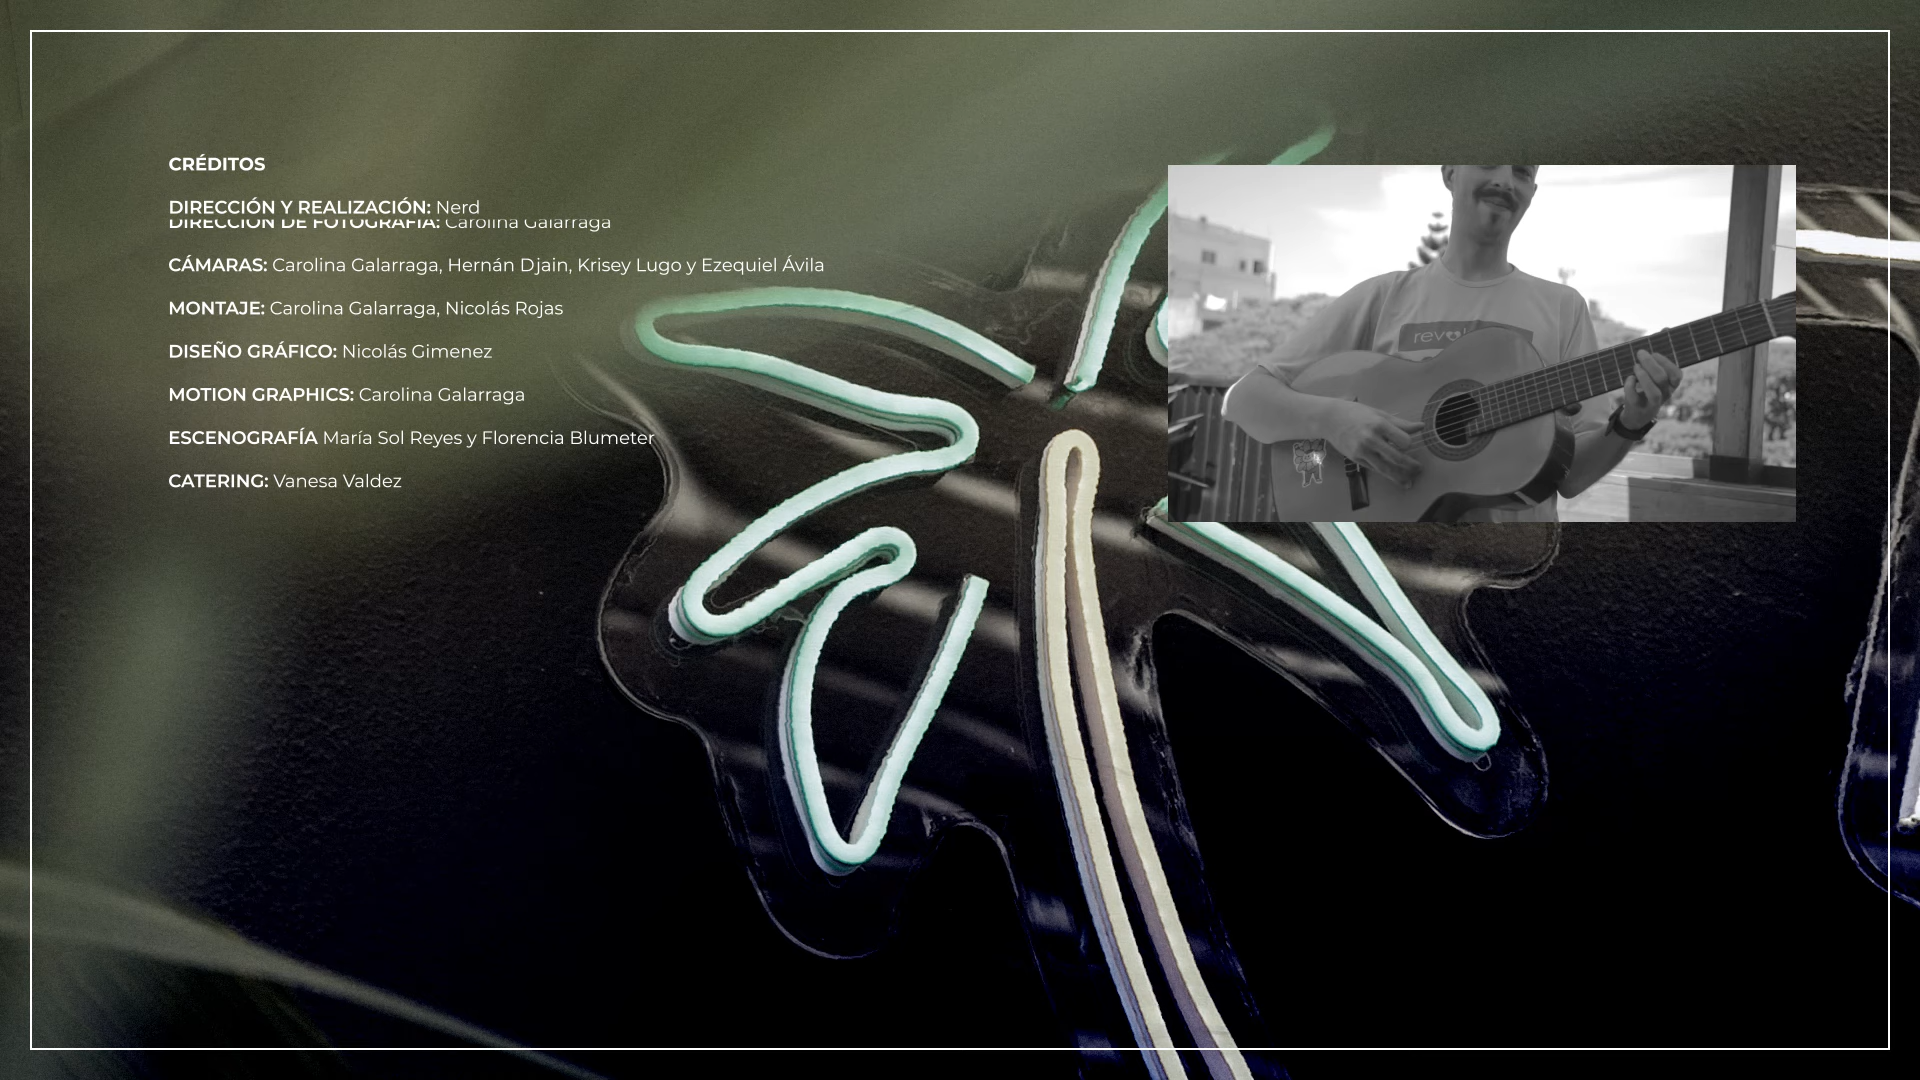 CRÉDITOS
DIRECCIÓN Y REALIZACIÓN: Nerd
DIRECCIÓN DE FOTOGRAFÍA: Carolina Galarraga
CÁMARAS: Carolina Galarraga, Hernán Djain, Krisey Lugo y Ezequiel Ávila
MONTAJE: Carolina Galarraga, Nicolás Rojas
DISEÑO GRÁFICO: Nicolás Gimenez
MOTION GRAPHICS: Carolina Galarraga
ESCENOGRAFÍA María Sol Reyes y Florencia Blumeter
CATERING: Vanesa Valdez